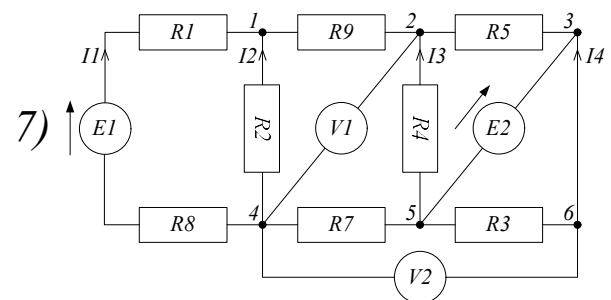 1 2 3
R1 R9 R5
I1 I2 I3 I4
7) E1 R2 V1 R4 E2
4 5 6
R8 R7 R3
V2